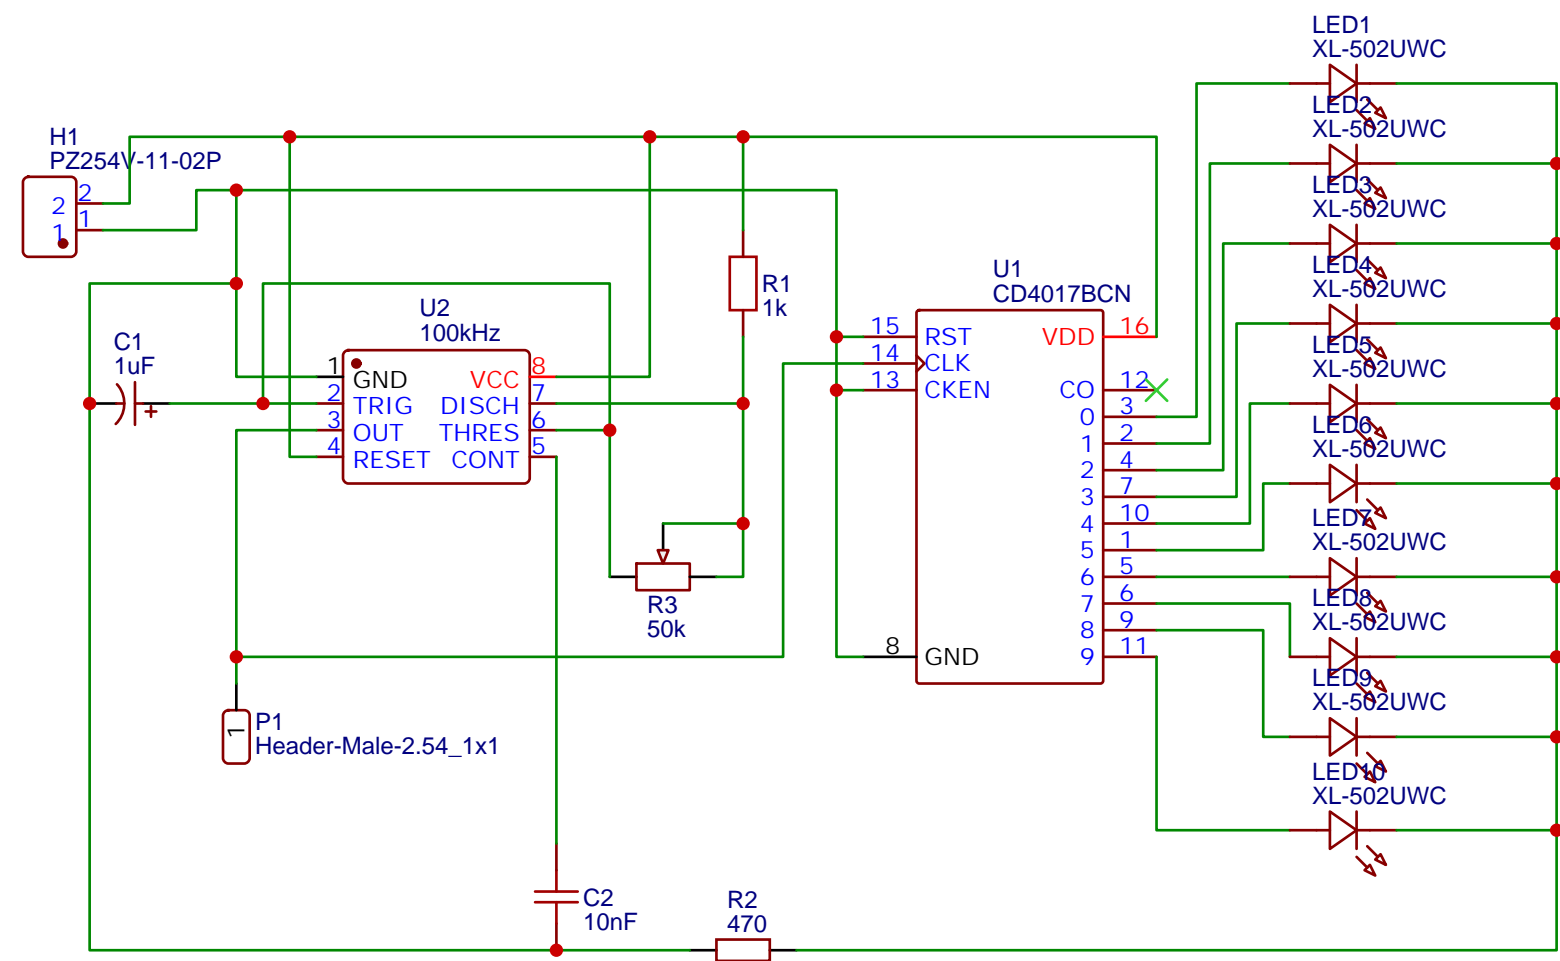 LED1
XL-502UWC
LED2
XL-502UWC
H1
PZ254V-11-02P
2
2
1
1
LED3
XL-502UWC
LED4
XL-502UWC
R1
1k
U1
CD4017BCN
U2
100kHz
C1
1uF
15 RST VDD 16
14 CLK
13 CKEN CO 12
0 3
1 2
2 4
3 7
4 10
5 1
6 5
7 6
8 9
8 GND 9 11
1 GND VCC 8
2 TRIG DISCH 7
3 OUT THRES 6
4 RESET CONT 5
LED5
XL-502UWC
LED6
XL-502UWC
LED7
XL-502UWC
R3
50k
LED8
XL-502UWC
LED9
XL-502UWC
1
P1
Header-Male-2.54_1x1
LED10
XL-502UWC
C2
10nF
R2
470